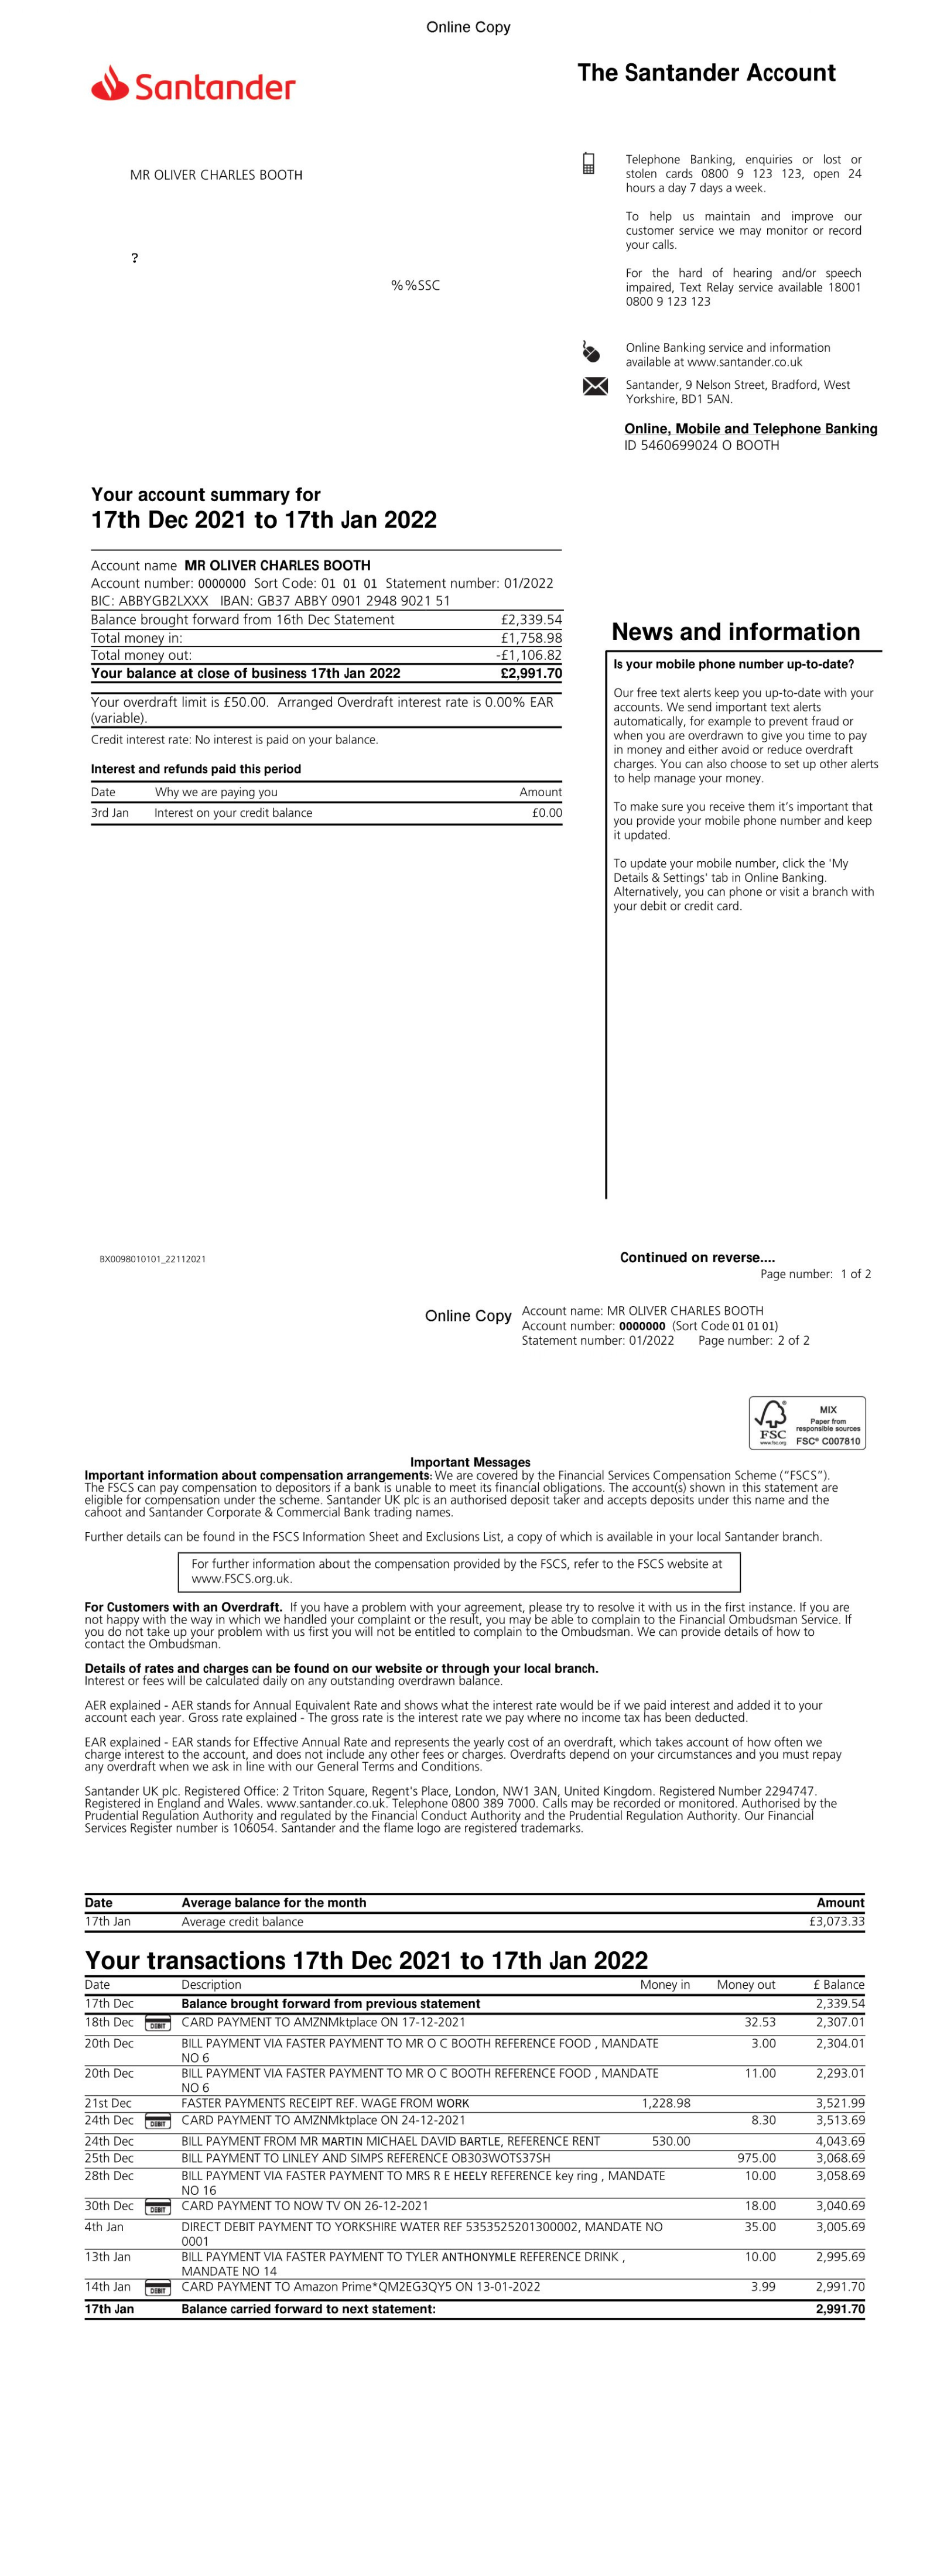 Online Copy
Santander
The Santander Account
MR OLIVER CHARLES BOOTH
?
%%SSC
Telephone Banking, enquiries or lost or
stolen cards 0800 9 123 123, open 24
hours a day 7 days a week.
To help us maintain and improve our
customer service we may monitor or record
your calls.
For the hard of hearing and/or speech
impaired, Text Relay service available 18001
0800 9 123 123
Online Banking service and information
available at www.santander.co.uk
Santander, 9 Nelson Street, Bradford, West
Yorkshire, BD1 5AN.
Online, Mobile and Telephone Banking
ID 5460699024 O BOOTH
Your account summary for
17th Dec 2021 to 17th Jan 2022
Account name MR OLIVER CHARLES BOOTH
Account number: 0000000 Sort Code: 01 01 01 Statement number: 01/2022
BIC: ABBYGB2LXXX IBAN: GB37 ABBY 0901 2948 9021 51
Balance brought forward from 16th Dec Statement £2,339.54
Total money in: £1,758.98
Total money out: -£1,106.82
Your balance at close of business 17th Jan 2022 £2,991.70
Your overdraft limit is £50.00. Arranged Overdraft interest rate is 0.00% EAR
(variable).
Credit interest rate: No interest is paid on your balance.
Interest and refunds paid this period
Date Why we are paying you Amount
3rd Jan Interest on your credit balance £0.00
News and information
Is your mobile phone number up-to-date?
Our free text alerts keep you up-to-date with your
accounts. We send important text alerts
automatically, for example to prevent fraud or
when you are overdrawn to give you time to pay
in money and either avoid or reduce overdraft
charges. You can also choose to set up other alerts
to help manage your money.
To make sure you receive them it's important that
you provide your mobile phone number and keep
it updated.
To update your mobile number, click the 'My
Details & Settings' tab in Online Banking.
Alternatively, you can phone or visit a branch with
your debit or credit card.
BX0098010101_22112021
Continued on reverse....
Page number: 1 of 2
Online Copy
Account name: MR OLIVER CHARLES BOOTH
Account number: 0000000 (Sort Code 01 01 01)
Statement number: 01/2022 Page number: 2 of 2
FSC
www.fsc.org
MIX
Paper from
responsible sources
FSC® C007810
Important Messages
Important information about compensation arrangements: We are covered by the Financial Services Compensation Scheme ("FSCS").
The FSCS can pay compensation to depositors if a bank is unable to meet its financial obligations. The account(s) shown in this statement are
eligible for compensation under the scheme. Santander UK plc is an authorised deposit taker and accepts deposits under this name and the
cahoot and Santander Corporate & Commercial Bank trading names.
Further details can be found in the FSCS Information Sheet and Exclusions List, a copy of which is available in your local Santander branch.
For further information about the compensation provided by the FSCS, refer to the FSCS website at
www.FSCS.org.uk.
For Customers with an Overdraft. If you have a problem with your agreement, please try to resolve it with us in the first instance. If you are
not happy with the way in which we handled your complaint or the result, you may be able to complain to the Financial Ombudsman Service. If
you do not take up your problem with us first you will not be entitled to complain to the Ombudsman. We can provide details of how to
contact the Ombudsman.
Details of rates and charges can be found on our website or through your local branch.
Interest or fees will be calculated daily on any outstanding overdrawn balance.
AER explained - AER stands for Annual Equivalent Rate and shows what the interest rate would be if we paid interest and added it to your
account each year. Gross rate explained - The gross rate is the interest rate we pay where no income tax has been deducted.
EAR explained - EAR stands for Effective Annual Rate and represents the yearly cost of an overdraft, which takes account of how often we
charge interest to the account, and does not include any other fees or charges. Overdrafts depend on your circumstances and you must repay
any overdraft when we ask in line with our General Terms and Conditions.
Santander UK plc. Registered Office: 2 Triton Square, Regent's Place, London, NW1 3AN, United Kingdom. Registered Number 2294747.
Registered in England and Wales. www.santander.co.uk. Telephone 0800 389 7000. Calls may be recorded or monitored. Authorised by the
Prudential Regulation Authority and regulated by the Financial Conduct Authority and the Prudential Regulation Authority. Our Financial
Services Register number is 106054. Santander and the flame logo are registered trademarks.
Date Average balance for the month Amount
17th Jan Average credit balance £3,073.33
Your transactions 17th Dec 2021 to 17th Jan 2022
Date Description Money in Money out £ Balance
17th Dec Balance brought forward from previous statement 2,339.54
18th Dec DEBIT CARD PAYMENT TO AMZNMktplace ON 17-12-2021 32.53 2,307.01
20th Dec BILL PAYMENT VIA FASTER PAYMENT TO MR O C BOOTH REFERENCE FOOD , MANDATE 3.00 2,304.01
NO 6
20th Dec BILL PAYMENT VIA FASTER PAYMENT TO MR O C BOOTH REFERENCE FOOD , MANDATE 11.00 2,293.01
NO 6
21st Dec FASTER PAYMENTS RECEIPT REF. WAGE FROM WORK 1,228.98 3,521.99
24th Dec DEBIT CARD PAYMENT TO AMZNMktplace ON 24-12-2021 8.30 3,513.69
24th Dec BILL PAYMENT FROM MR MARTIN MICHAEL DAVID BARTLE, REFERENCE RENT 530.00 4,043.69
25th Dec BILL PAYMENT TO LINLEY AND SIMPS REFERENCE OB303WOTS37SH 975.00 3,068.69
28th Dec BILL PAYMENT VIA FASTER PAYMENT TO MRS R E HEELY REFERENCE key ring , MANDATE 10.00 3,058.69
NO 16
30th Dec DEBIT CARD PAYMENT TO NOW TV ON 26-12-2021 18.00 3,040.69
4th Jan DIRECT DEBIT PAYMENT TO YORKSHIRE WATER REF 5353525201300002, MANDATE NO 35.00 3,005.69
0001
13th Jan BILL PAYMENT VIA FASTER PAYMENT TO TYLER ANTHONYMLE REFERENCE DRINK , 10.00 2,995.69
MANDATE NO 14
14th Jan DEBIT CARD PAYMENT TO Amazon Prime*QM2EG3QY5 ON 13-01-2022 3.99 2,991.70
17th Jan Balance carried forward to next statement: 2,991.70